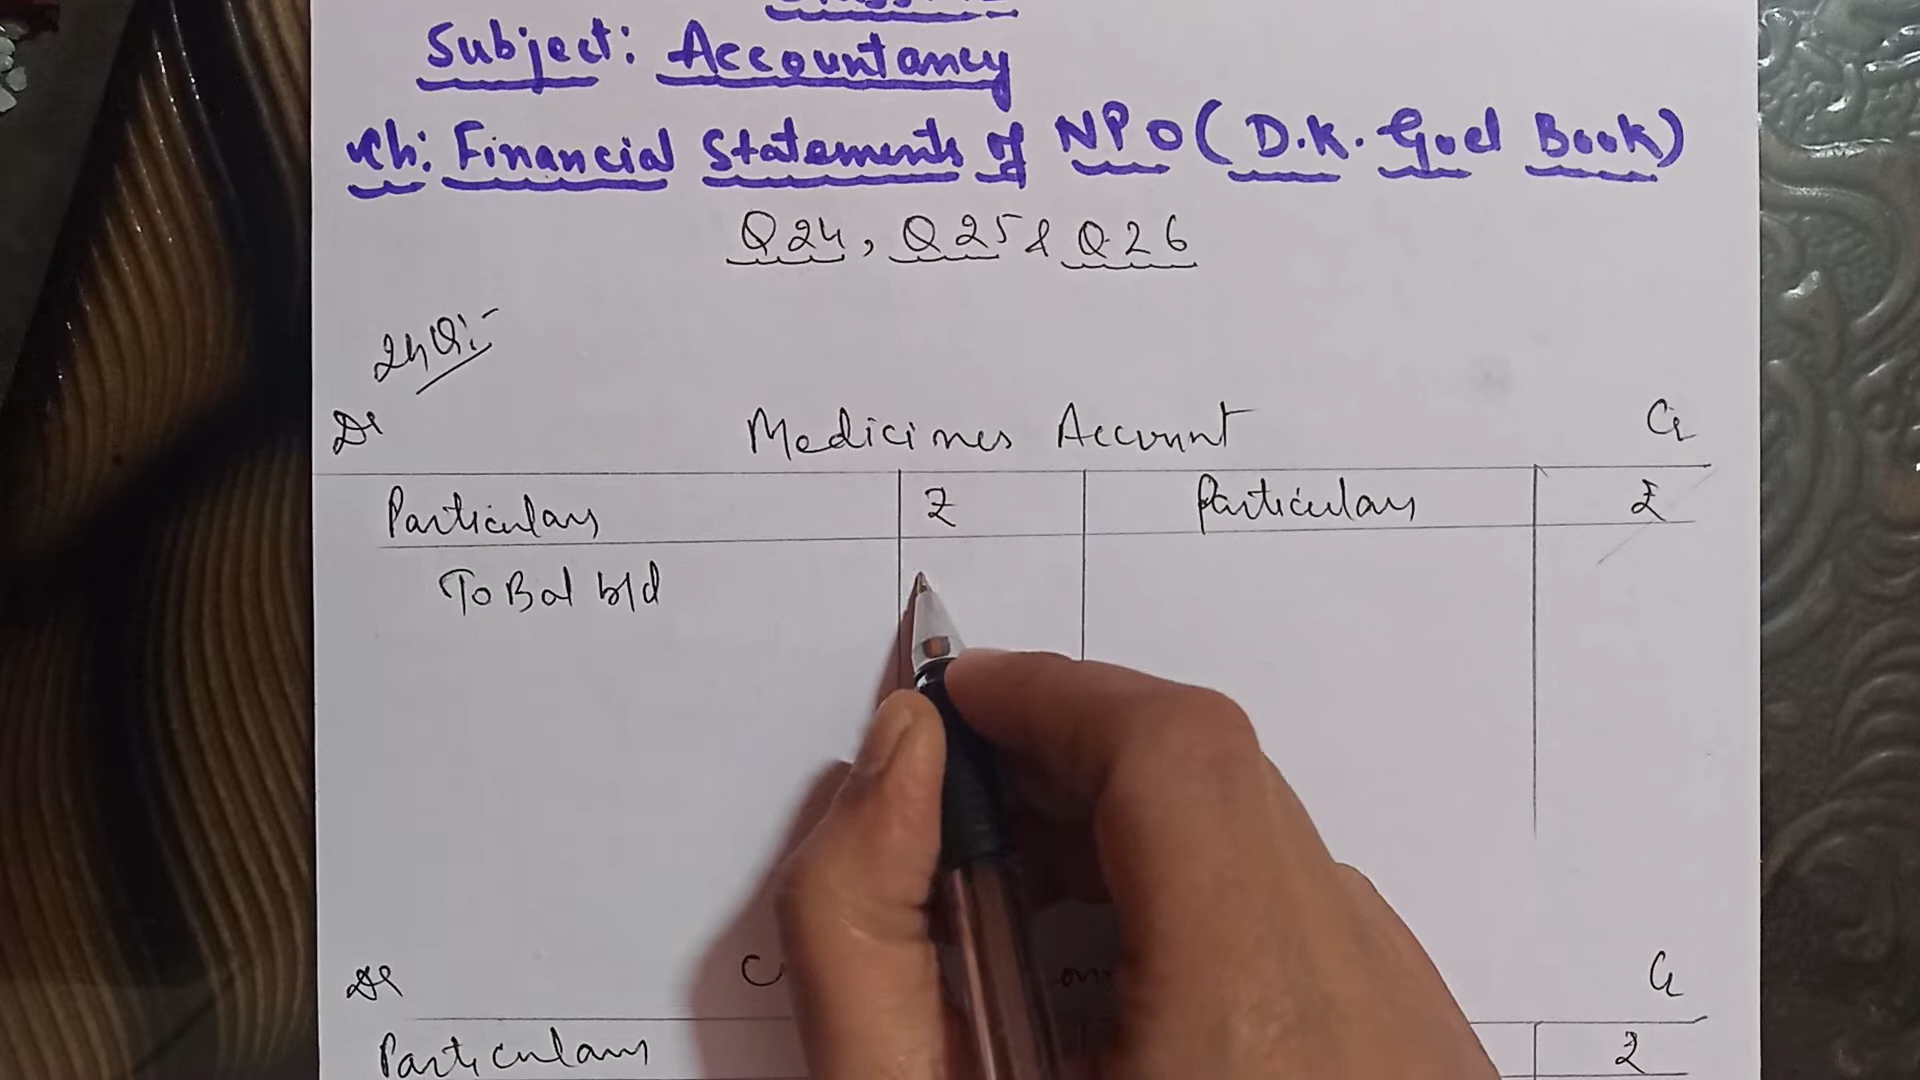 Subject: Accountancy
Ch: Financial Statements of NPO (D.K. Goel Book)
Q24, Q25 & Q26
24Q:-
Dr Medicines Account Cr
Particulars ₹ Particulars ₹
To Bal b/d
Dr Cr
Particulars ₹